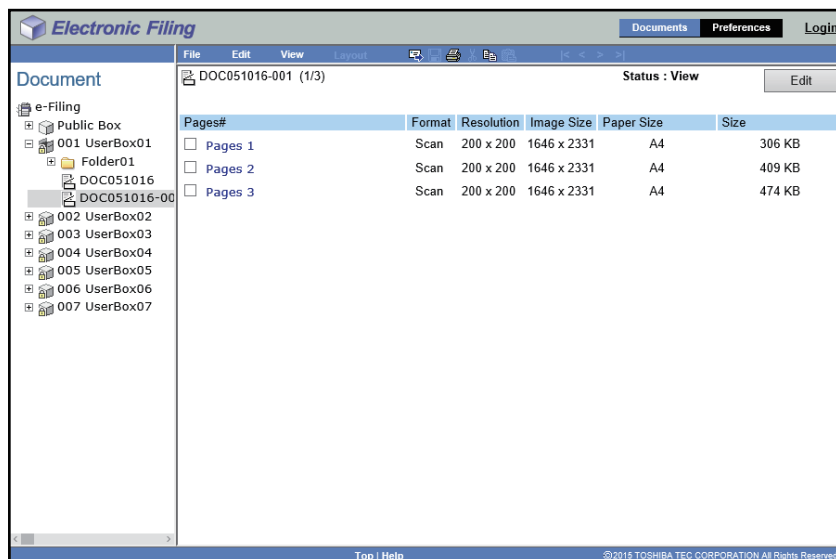 Electronic Filing
Documents Preferences Login
File Edit View Layout
Document
e-Filing
Public Box
001 UserBox01
Folder01
DOC051016
DOC051016-00
002 UserBox02
003 UserBox03
004 UserBox04
005 UserBox05
006 UserBox06
007 UserBox07
DOC051016-001 (1/3) Status : View Edit
Pages# Format Resolution Image Size Paper Size Size
Pages 1 Scan 200 x 200 1646 x 2331 A4 306 KB
Pages 2 Scan 200 x 200 1646 x 2331 A4 409 KB
Pages 3 Scan 200 x 200 1646 x 2331 A4 474 KB
Top | Help ©2015 TOSHIBA TEC CORPORATION All Rights Reserved